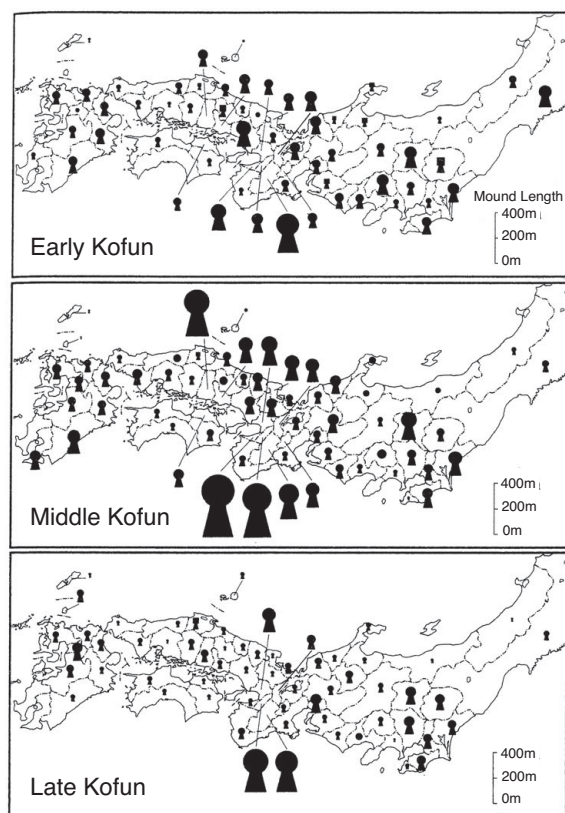 Mound Length
400m
200m
0m
Early Kofun
400m
200m
0m
Middle Kofun
400m
200m
0m
Late Kofun